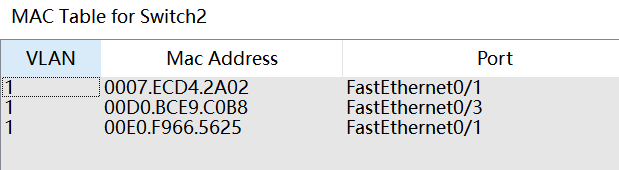 MAC Table for Switch2
VLAN Mac Address Port
1 0007.ECD4.2A02 FastEthernet0/1
1 00D0.BCE9.C0B8 FastEthernet0/3
1 00E0.F966.5625 FastEthernet0/1